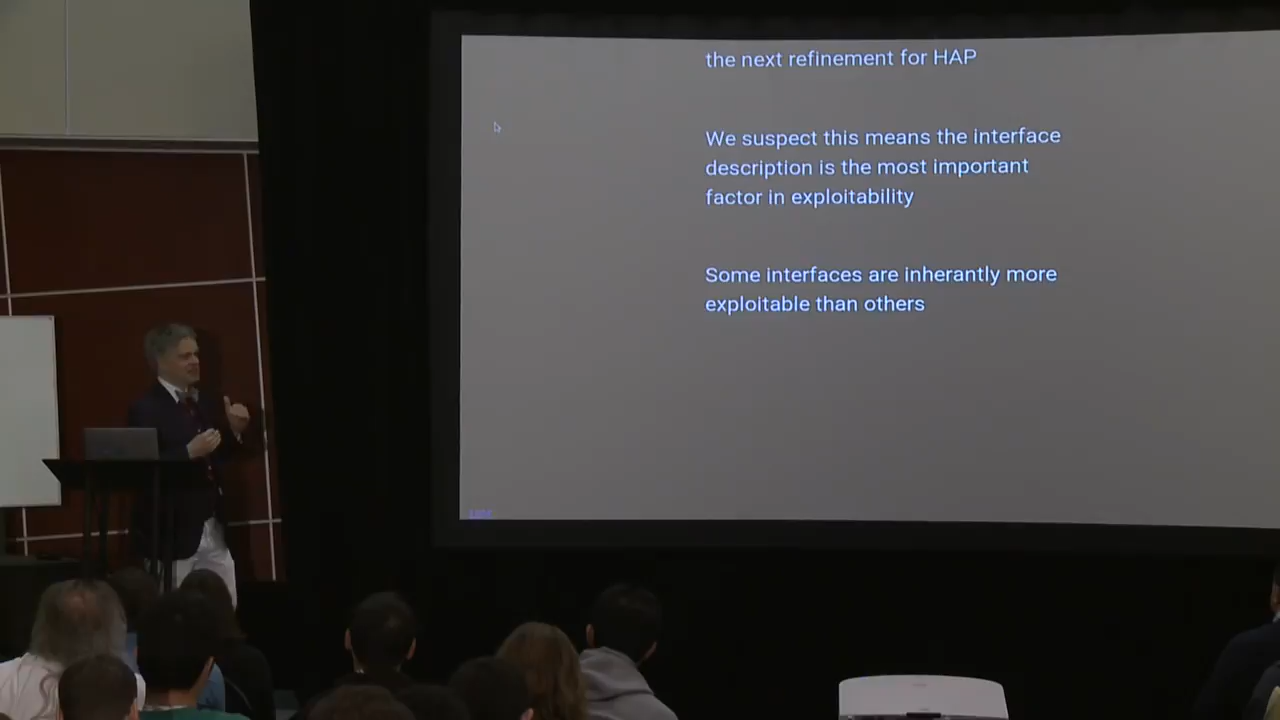 the next refinement for HAP
We suspect this means the interface
description is the most important
factor in exploitability
Some interfaces are inherantly more
exploitable than others